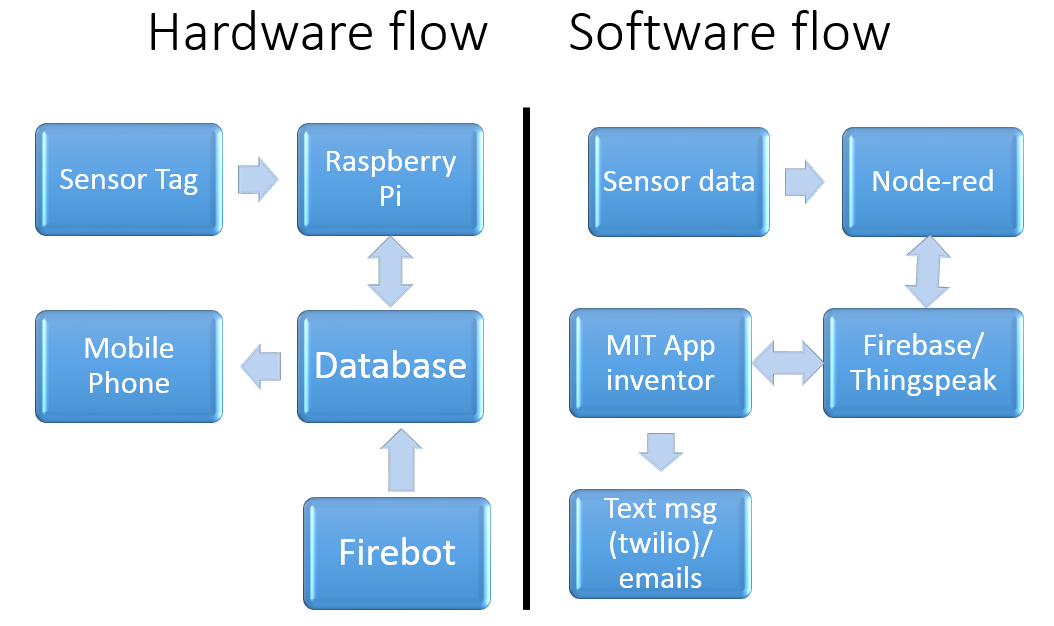 Hardware flow
Sensor Tag
Raspberry
Pi
Mobile
Phone
Database
Firebot
Software flow
Sensor data
Node-red
MIT App
inventor
Firebase/
Thingspeak
Text msg
(twilio)/
emails